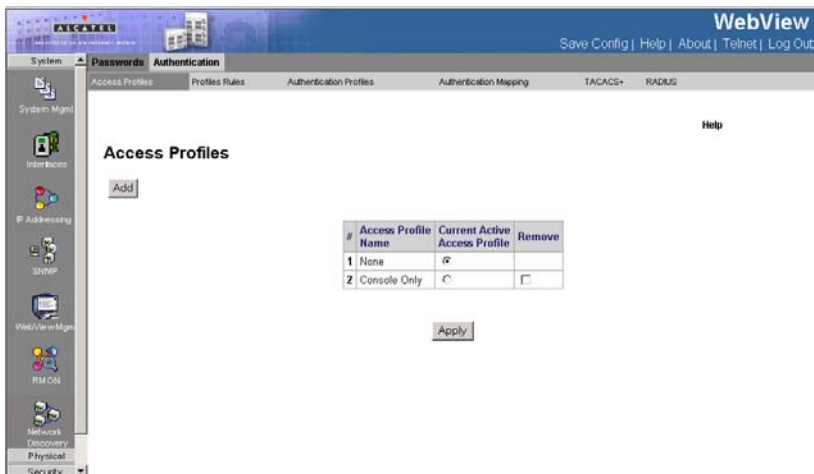 ALCATEL
WebView
Save Config | Help | About | Telnet | Log Out
System
Passwords Authentication
Access Profiles Profiles Rules Authentication Profiles Authentication Mapping TACACS+ RADIUS
System Mgmt
Help
Interfaces
Access Profiles
Add
IP Addressing
# Access Profile Name Current Active Access Profile Remove
1 None
2 Console Only
SNMP
WebView Mgm
Apply
RMON
Network Discovery
Physical
Security